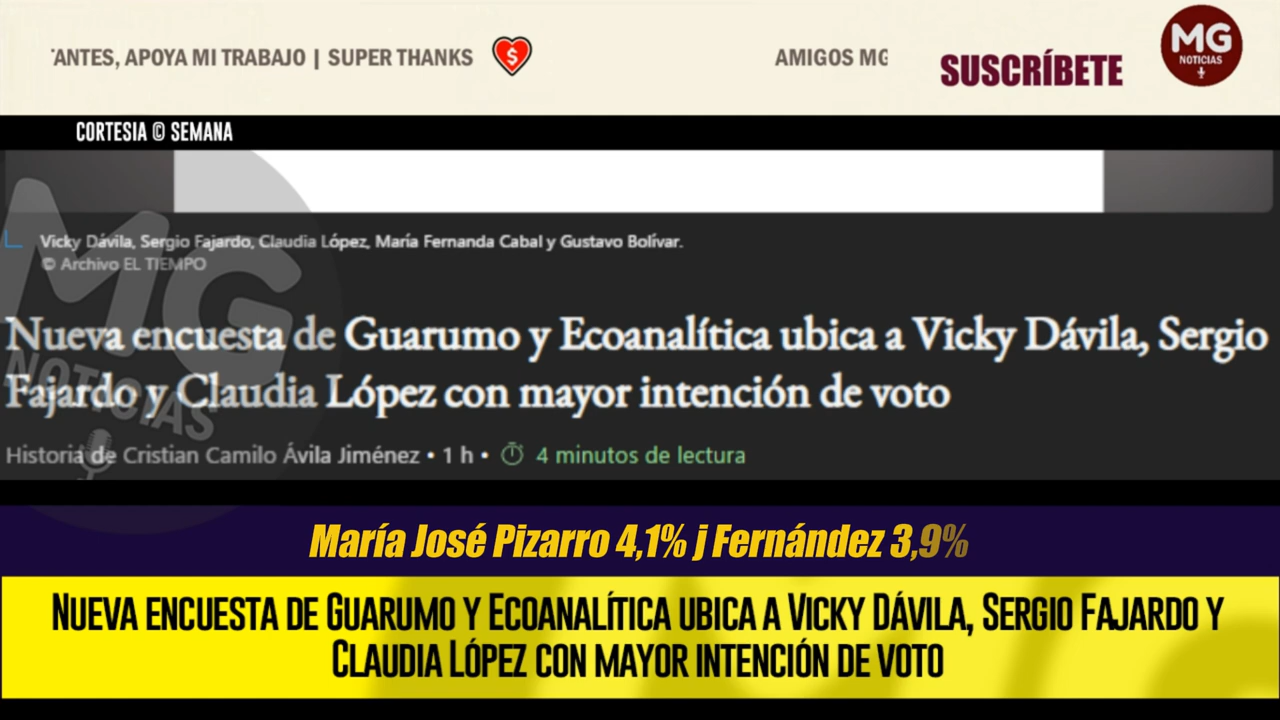 'ANTES, APOYA MI TRABAJO | SUPER THANKS
$
AMIGOS MG
SUSCRÍBETE
MG
NOTICIAS
CORTESIA © SEMANA
Vicky Dávila, Sergio Fajardo, Claudia López, María Fernanda Cabal y Gustavo Bolívar.
© Archivo EL TIEMPO
MG
NOTICIAS
Nueva encuesta de Guarumo y Ecoanalítica ubica a Vicky Dávila, Sergio
Fajardo y Claudia López con mayor intención de voto
Historia de Cristian Camilo Ávila Jiménez • 1 h • 4 minutos de lectura
María José Pizarro 4,1% j Fernández 3,9%
NUEVA ENCUESTA DE GUARUMO Y ECOANALÍTICA UBICA A VICKY DÁVILA, SERGIO FAJARDO Y
CLAUDIA LÓPEZ CON MAYOR INTENCIÓN DE VOTO